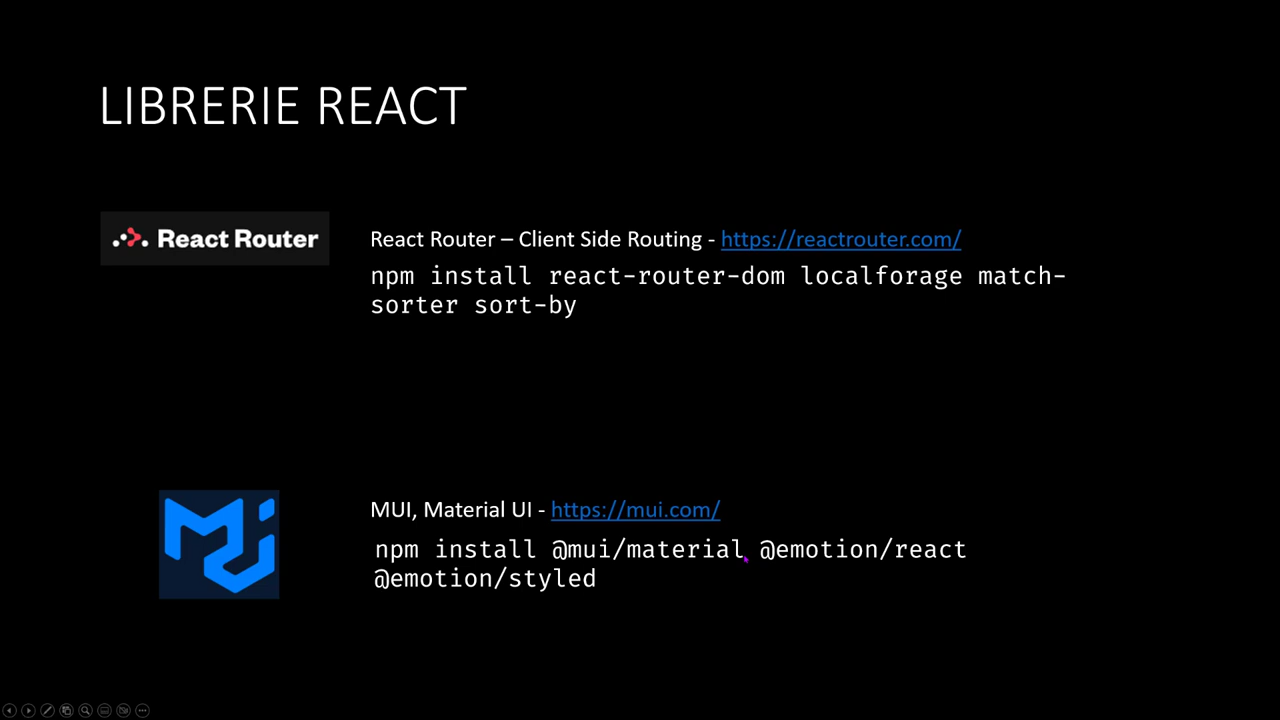 LIBRERIE REACT
React Router
React Router – Client Side Routing - https://reactrouter.com/
npm install react-router-dom localforage match-
sorter sort-by
MUI, Material UI - https://mui.com/
npm install @mui/material @emotion/react
@emotion/styled